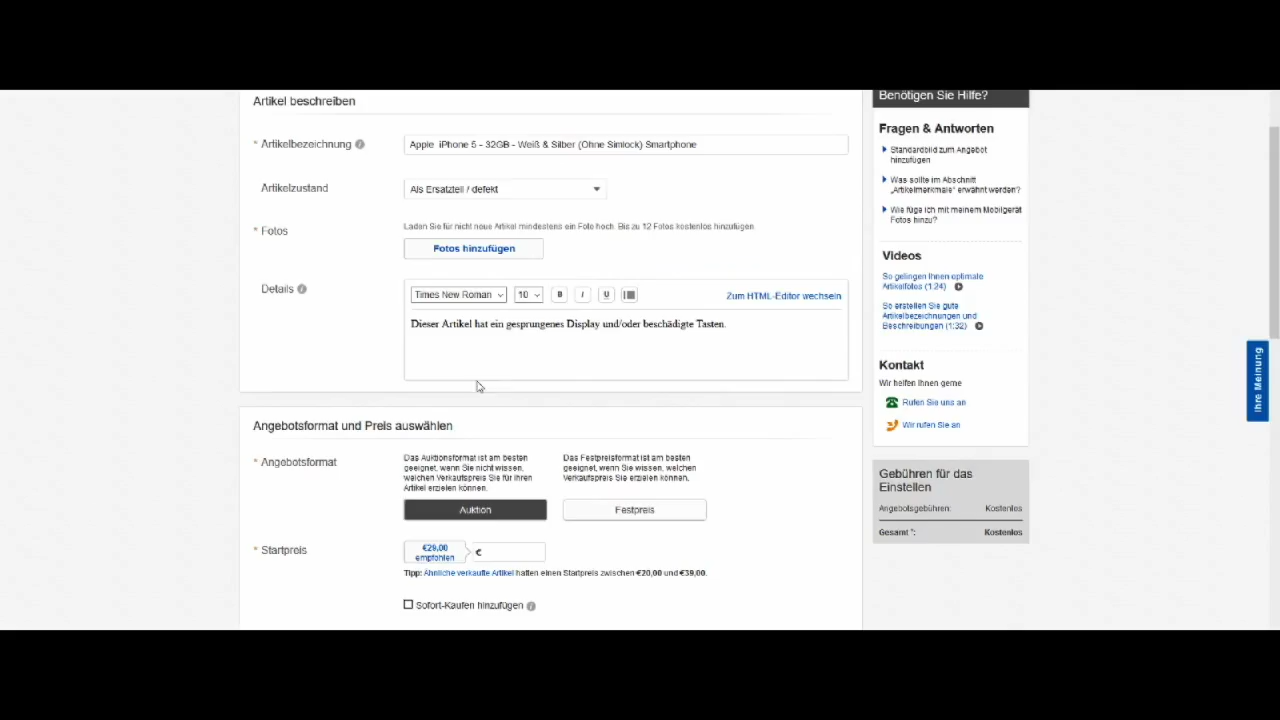 Artikel beschreiben
* Artikelbezeichnung
Apple iPhone 5 - 32GB - Weiß & Silber (Ohne Simlock) Smartphone
Artikelzustand
Als Ersatzteil / defekt
* Fotos
Laden Sie für nicht neue Artikel mindestens ein Foto hoch. Bis zu 12 Fotos kostenlos hinzufügen.
Fotos hinzufügen
Details
Times New Roman 10 B I U
Zum HTML-Editor wechseln
Dieser Artikel hat ein gesprungenes Display und/oder beschädigte Tasten.
Angebotsformat und Preis auswählen
* Angebotsformat
Das Auktionsformat ist am besten
geeignet, wenn Sie nicht wissen,
welchen Verkaufspreis Sie für Ihren
Artikel erzielen können.
Auktion
Das Festpreisformat ist am besten
geeignet, wenn Sie wissen, welchen
Verkaufspreis Sie erzielen können.
Festpreis
* Startpreis
€29,00
empfohlen
€
Tipp: Ähnliche verkaufte Artikel hatten einen Startpreis zwischen €20,00 und €39,00.
Sofort-Kaufen hinzufügen
Benötigen Sie Hilfe?
Fragen & Antworten
Standardbild zum Angebot
hinzufügen
Was sollte im Abschnitt
„Artikelmerkmale“ erwähnt werden?
Wie füge ich mit meinem Mobilgerät
Fotos hinzu?
Videos
So gelingen Ihnen optimale
Artikelfotos (1:24)
So erstellen Sie gute
Artikelbezeichnungen und
Beschreibungen (1:32)
Kontakt
Wir helfen Ihnen gerne
Rufen Sie uns an
Wir rufen Sie an
Gebühren für das
Einstellen
Angebotsgebühren: Kostenlos
Gesamt *: Kostenlos
Ihre Meinung